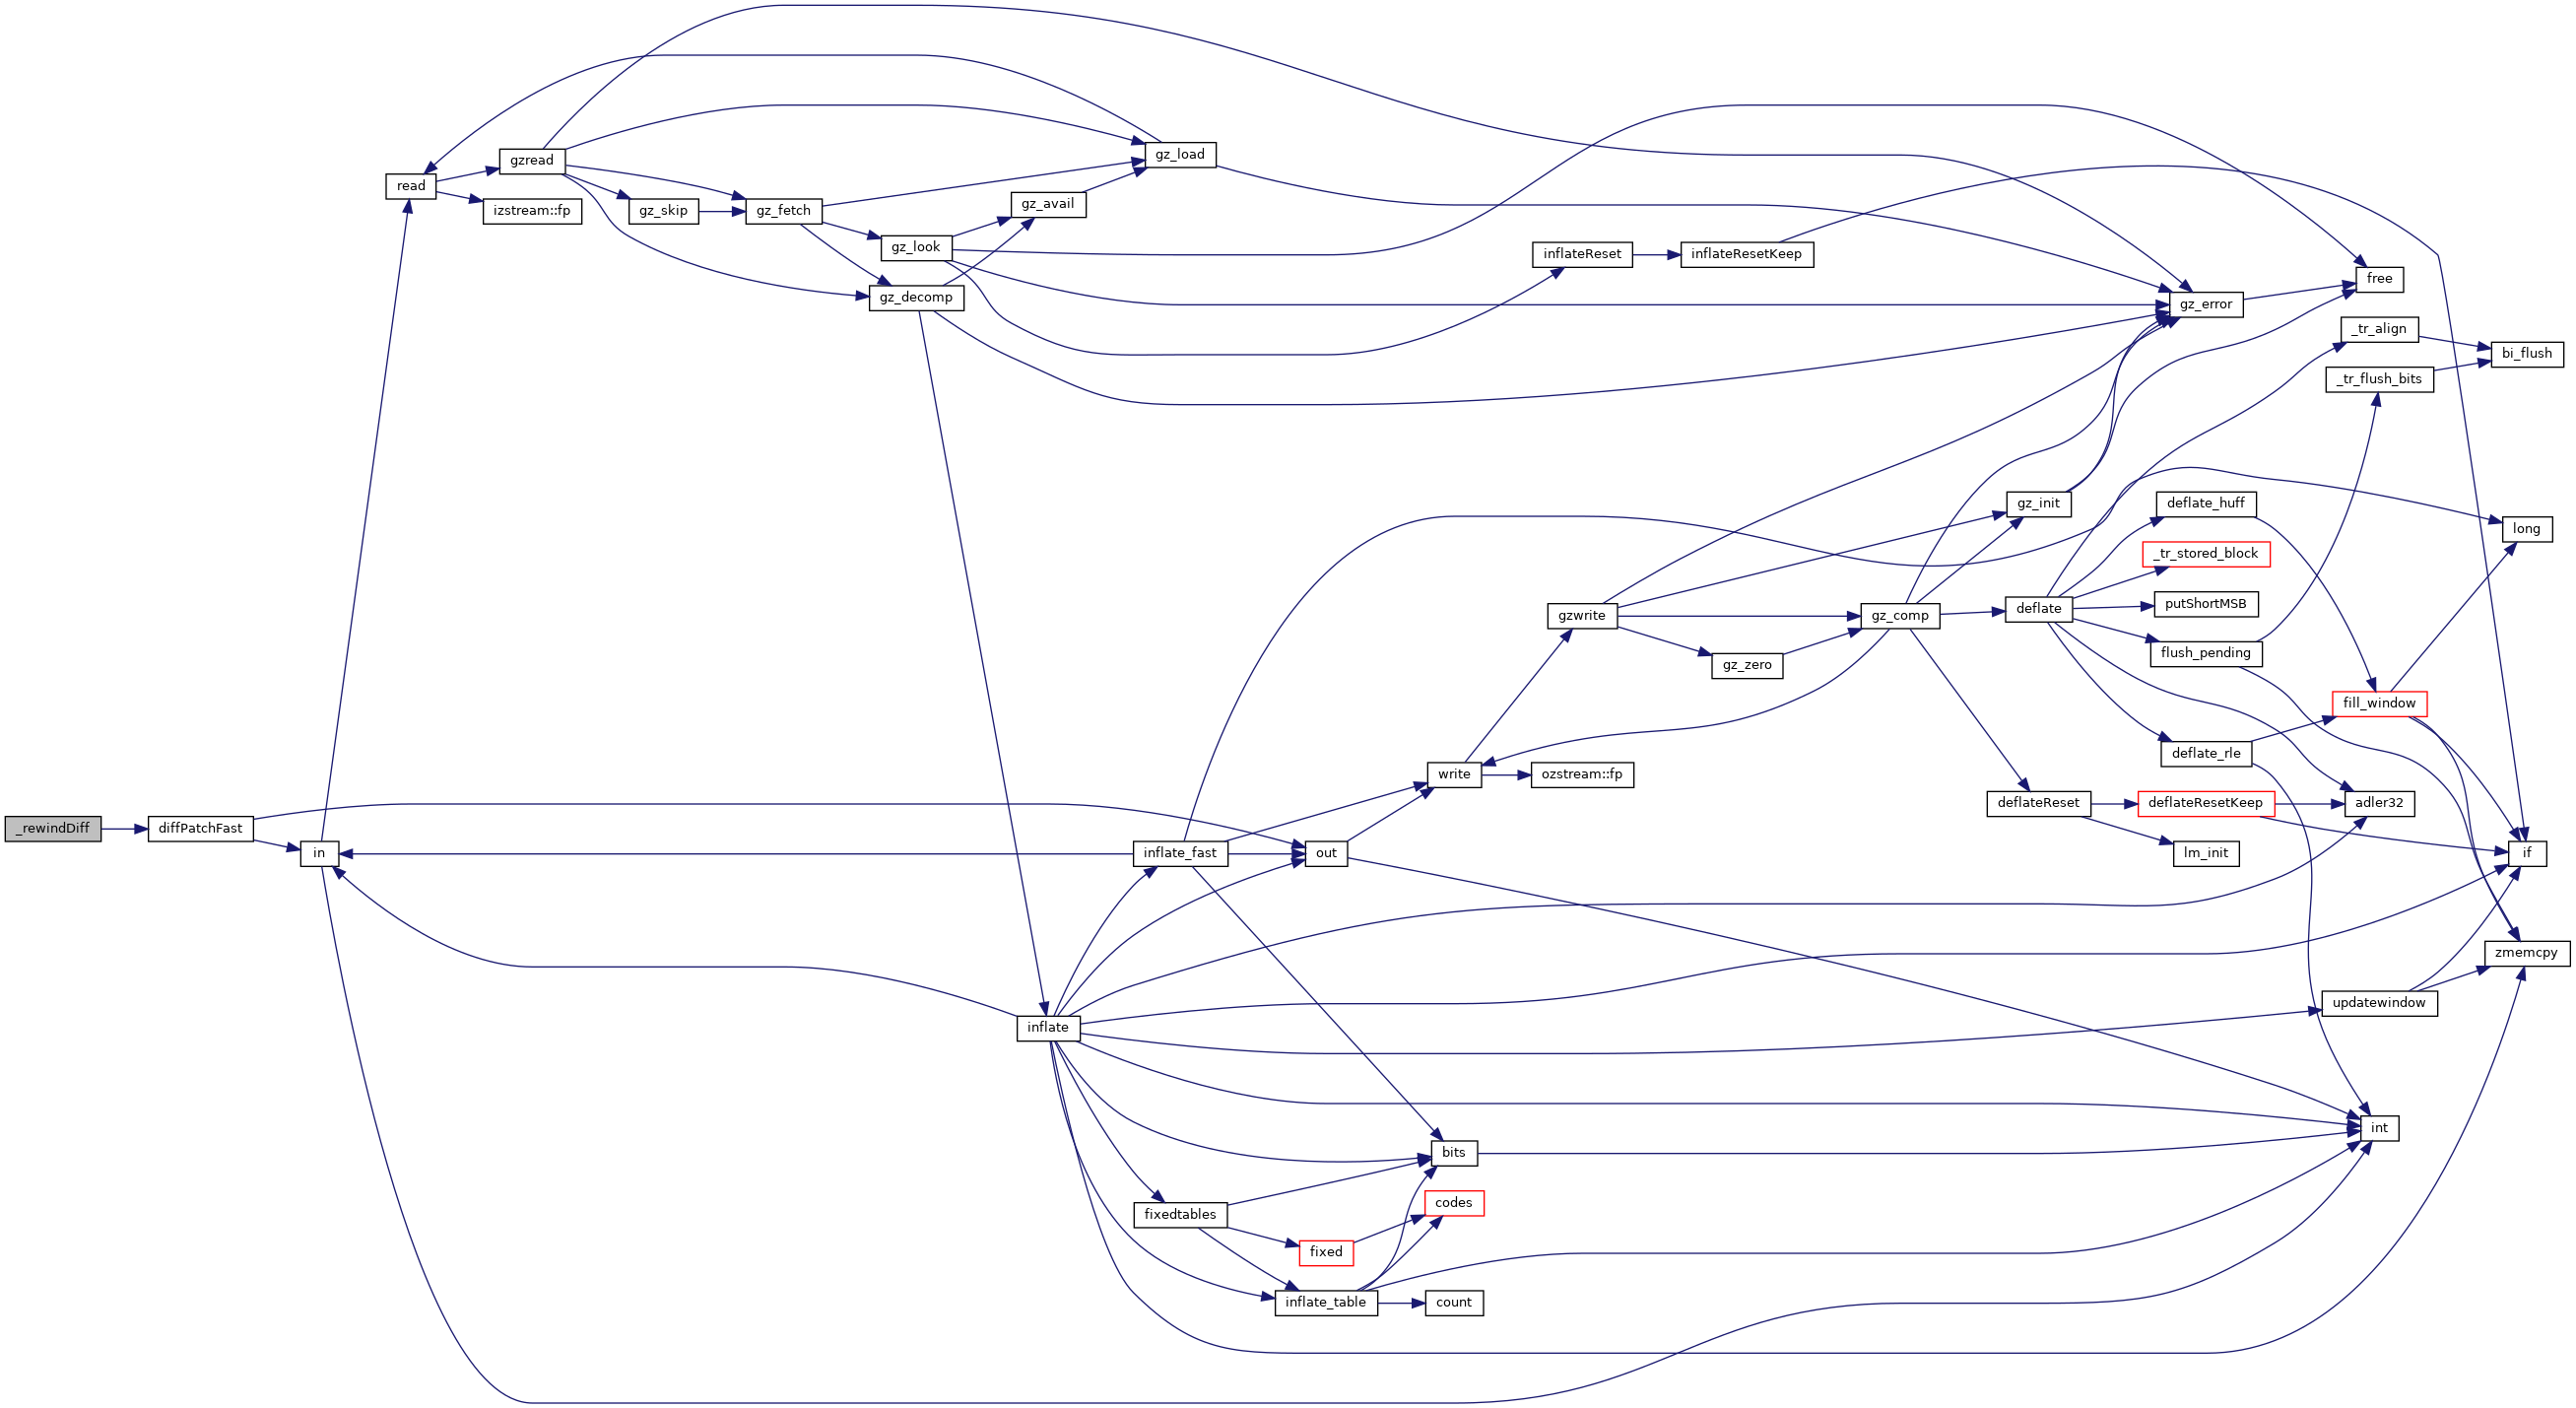 _rewindDiff
diffPatchFast
in
read
gzread
izstream::fp
gz_skip
gz_fetch
gz_look
gz_decomp
gz_avail
gz_load
inflateReset
inflateResetKeep
free
gz_error
_tr_align
bi_flush
_tr_flush_bits
gz_init
deflate_huff
long
_tr_stored_block
gzwrite
gz_comp
deflate
putShortMSB
gz_zero
flush_pending
fill_window
deflate_rle
write
ozstream::fp
deflateReset
deflateResetKeep
adler32
lm_init
inflate_fast
out
if
zmemcpy
updatewindow
inflate
int
bits
codes
fixedtables
fixed
inflate_table
count